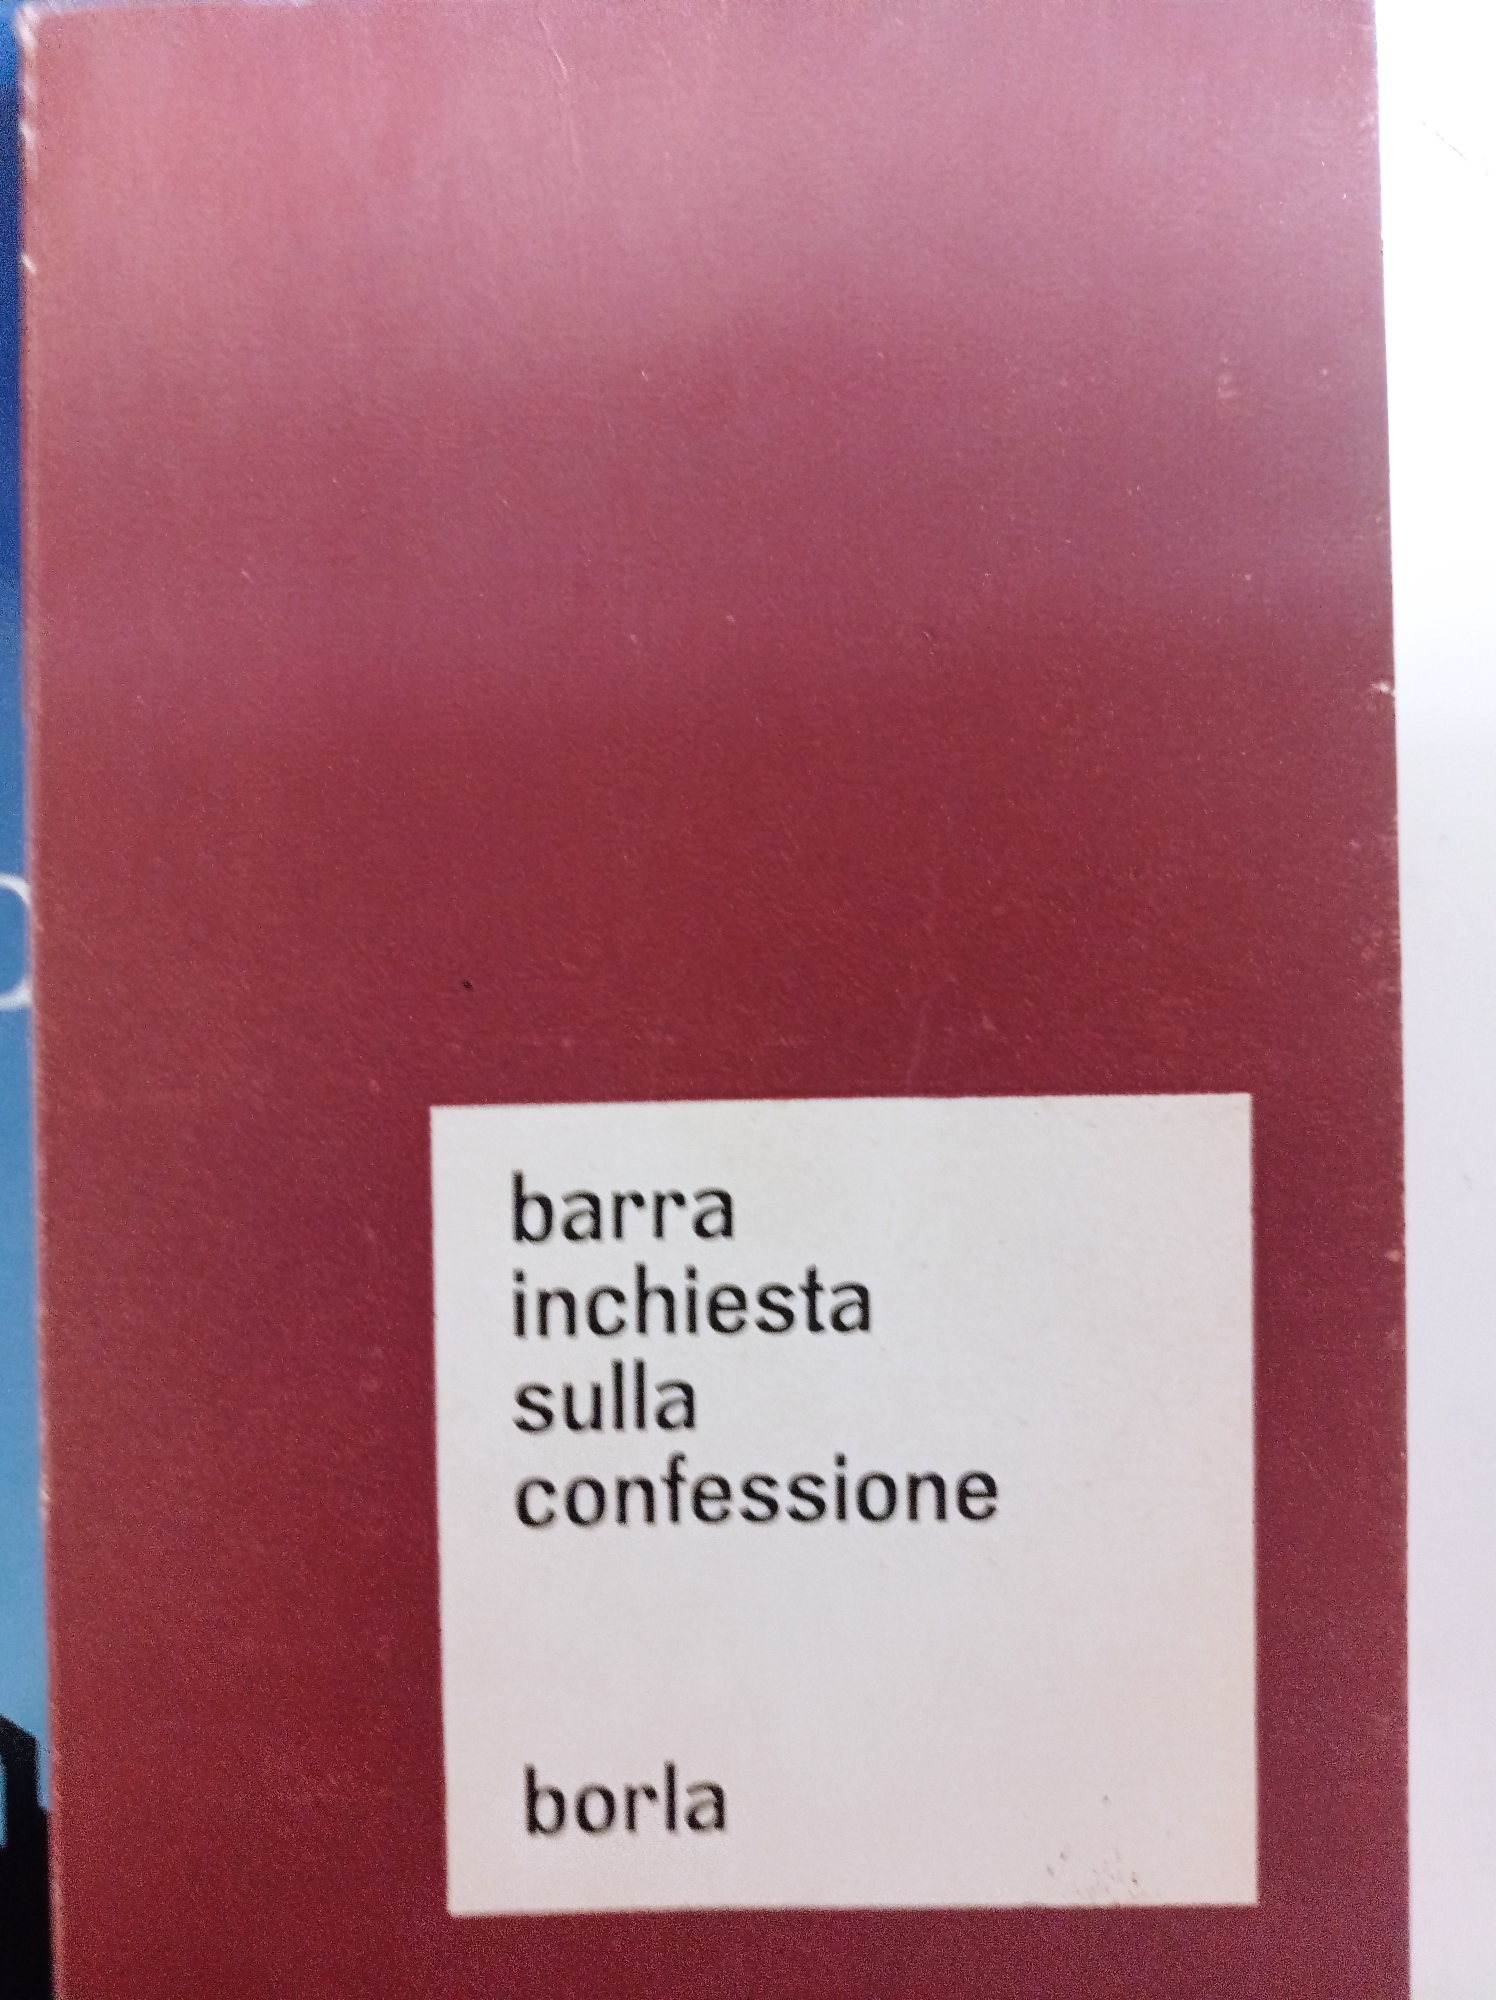 barra
inchiesta
sulla
confessione
borla